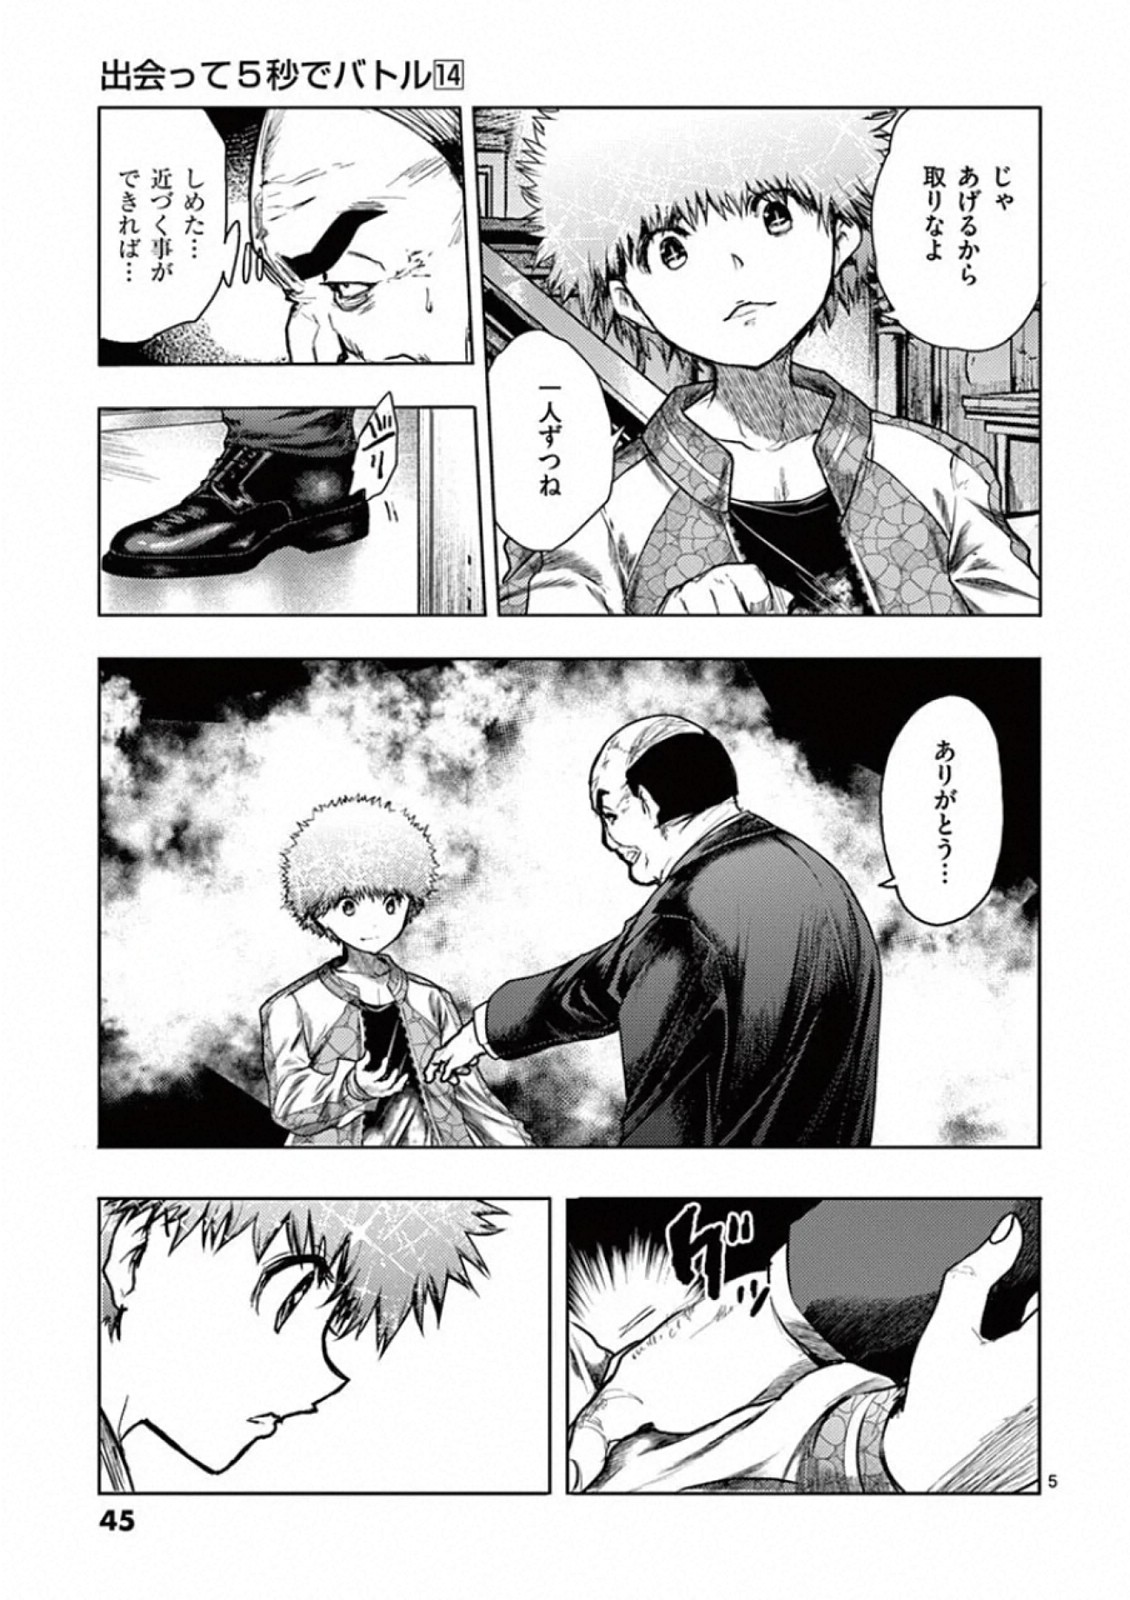 出会って5秒でバトル14
じゃ
あげるから
取りなよ
一人ずつね
しめた…
近づく事が
できれば…
ありがとう…
グッ
5
45